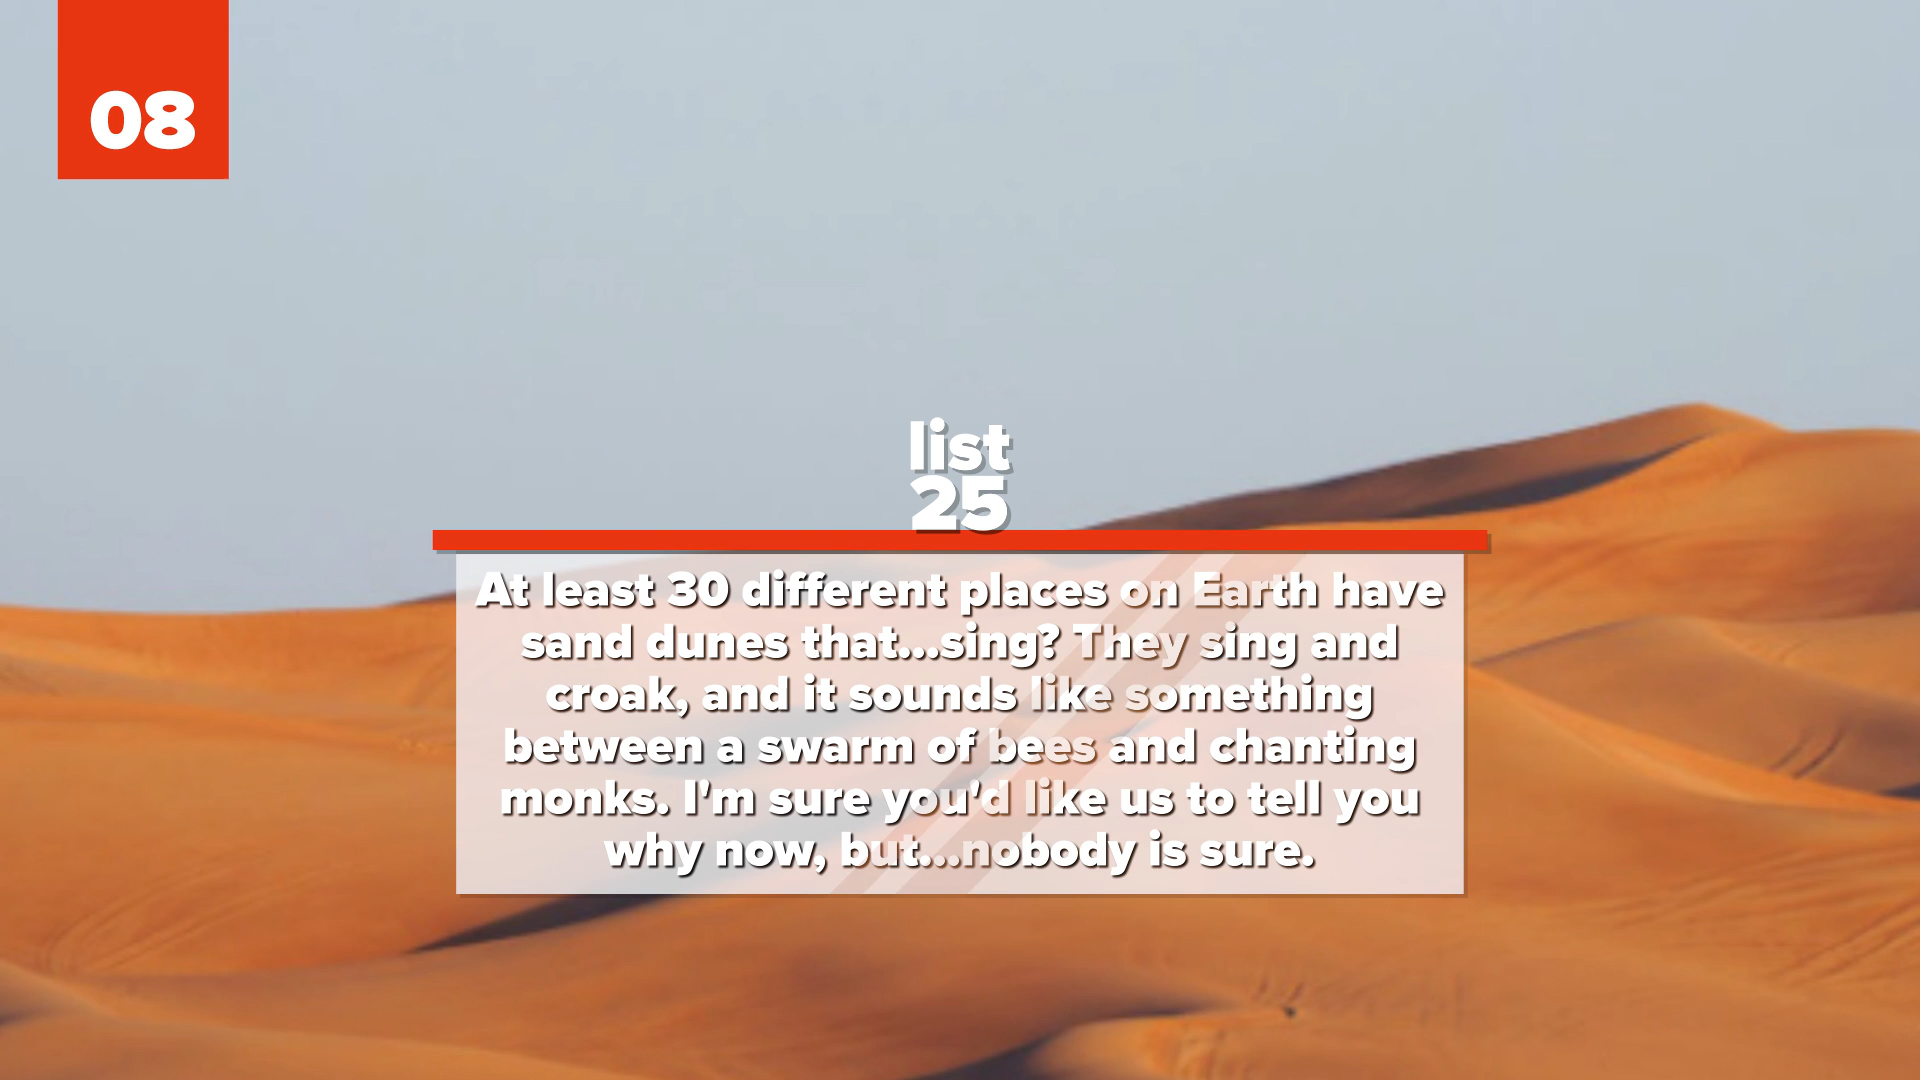 08
list
25
At least 30 different places on Earth have
sand dunes that...sing? They sing and
croak, and it sounds like something
between a swarm of bees and chanting
monks. I'm sure you'd like us to tell you
why now, but...nobody is sure.